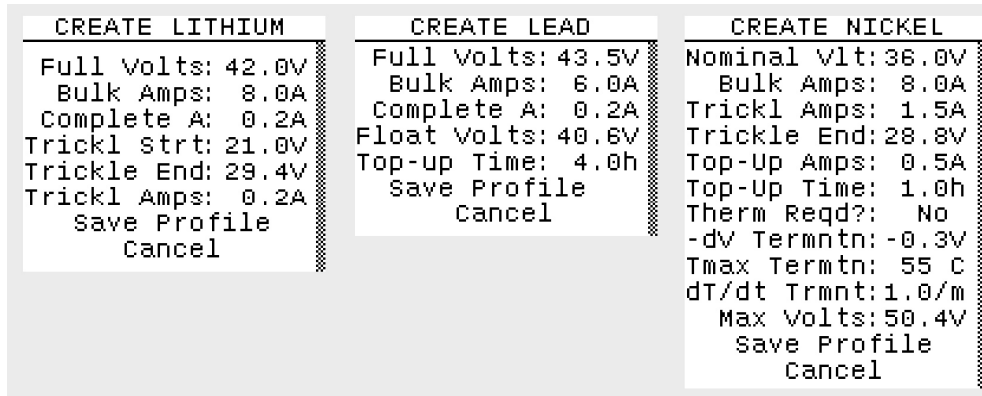 CREATE LITHIUM
Full Volts: 42.0V
Bulk Amps: 8.0A
Complete A: 0.2A
Trickl Strt: 21.0V
Trickle End: 29.4V
Trickl Amps: 0.2A
Save Profile
Cancel
CREATE LEAD
Full Volts: 43.5V
Bulk Amps: 6.0A
Complete A: 0.2A
Float Volts: 40.6V
Top-up Time: 4.0h
Save Profile
Cancel
CREATE NICKEL
Nominal Vlt: 36.0V
Bulk Amps: 8.0A
Trickl Amps: 1.5A
Trickle End: 28.8V
Top-Up Amps: 0.5A
Top-Up Time: 1.0h
Therm Reqd?: No
-dV Termntn: -0.3V
Tmax Termtn: 55 C
dT/dt Trmnt: 1.0/m
Max Volts: 50.4V
Save Profile
Cancel